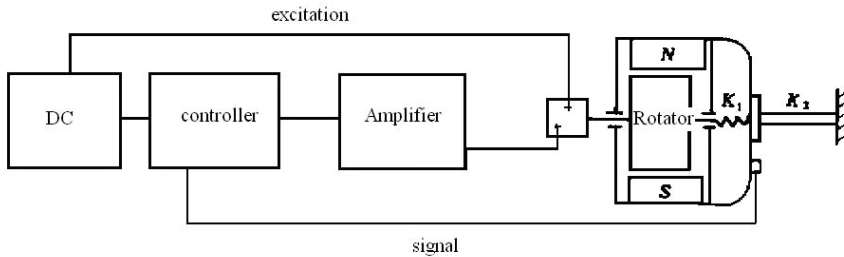 excitation
DC
controller
Amplifier
N
Rotator
S
K₁
K₂
signal